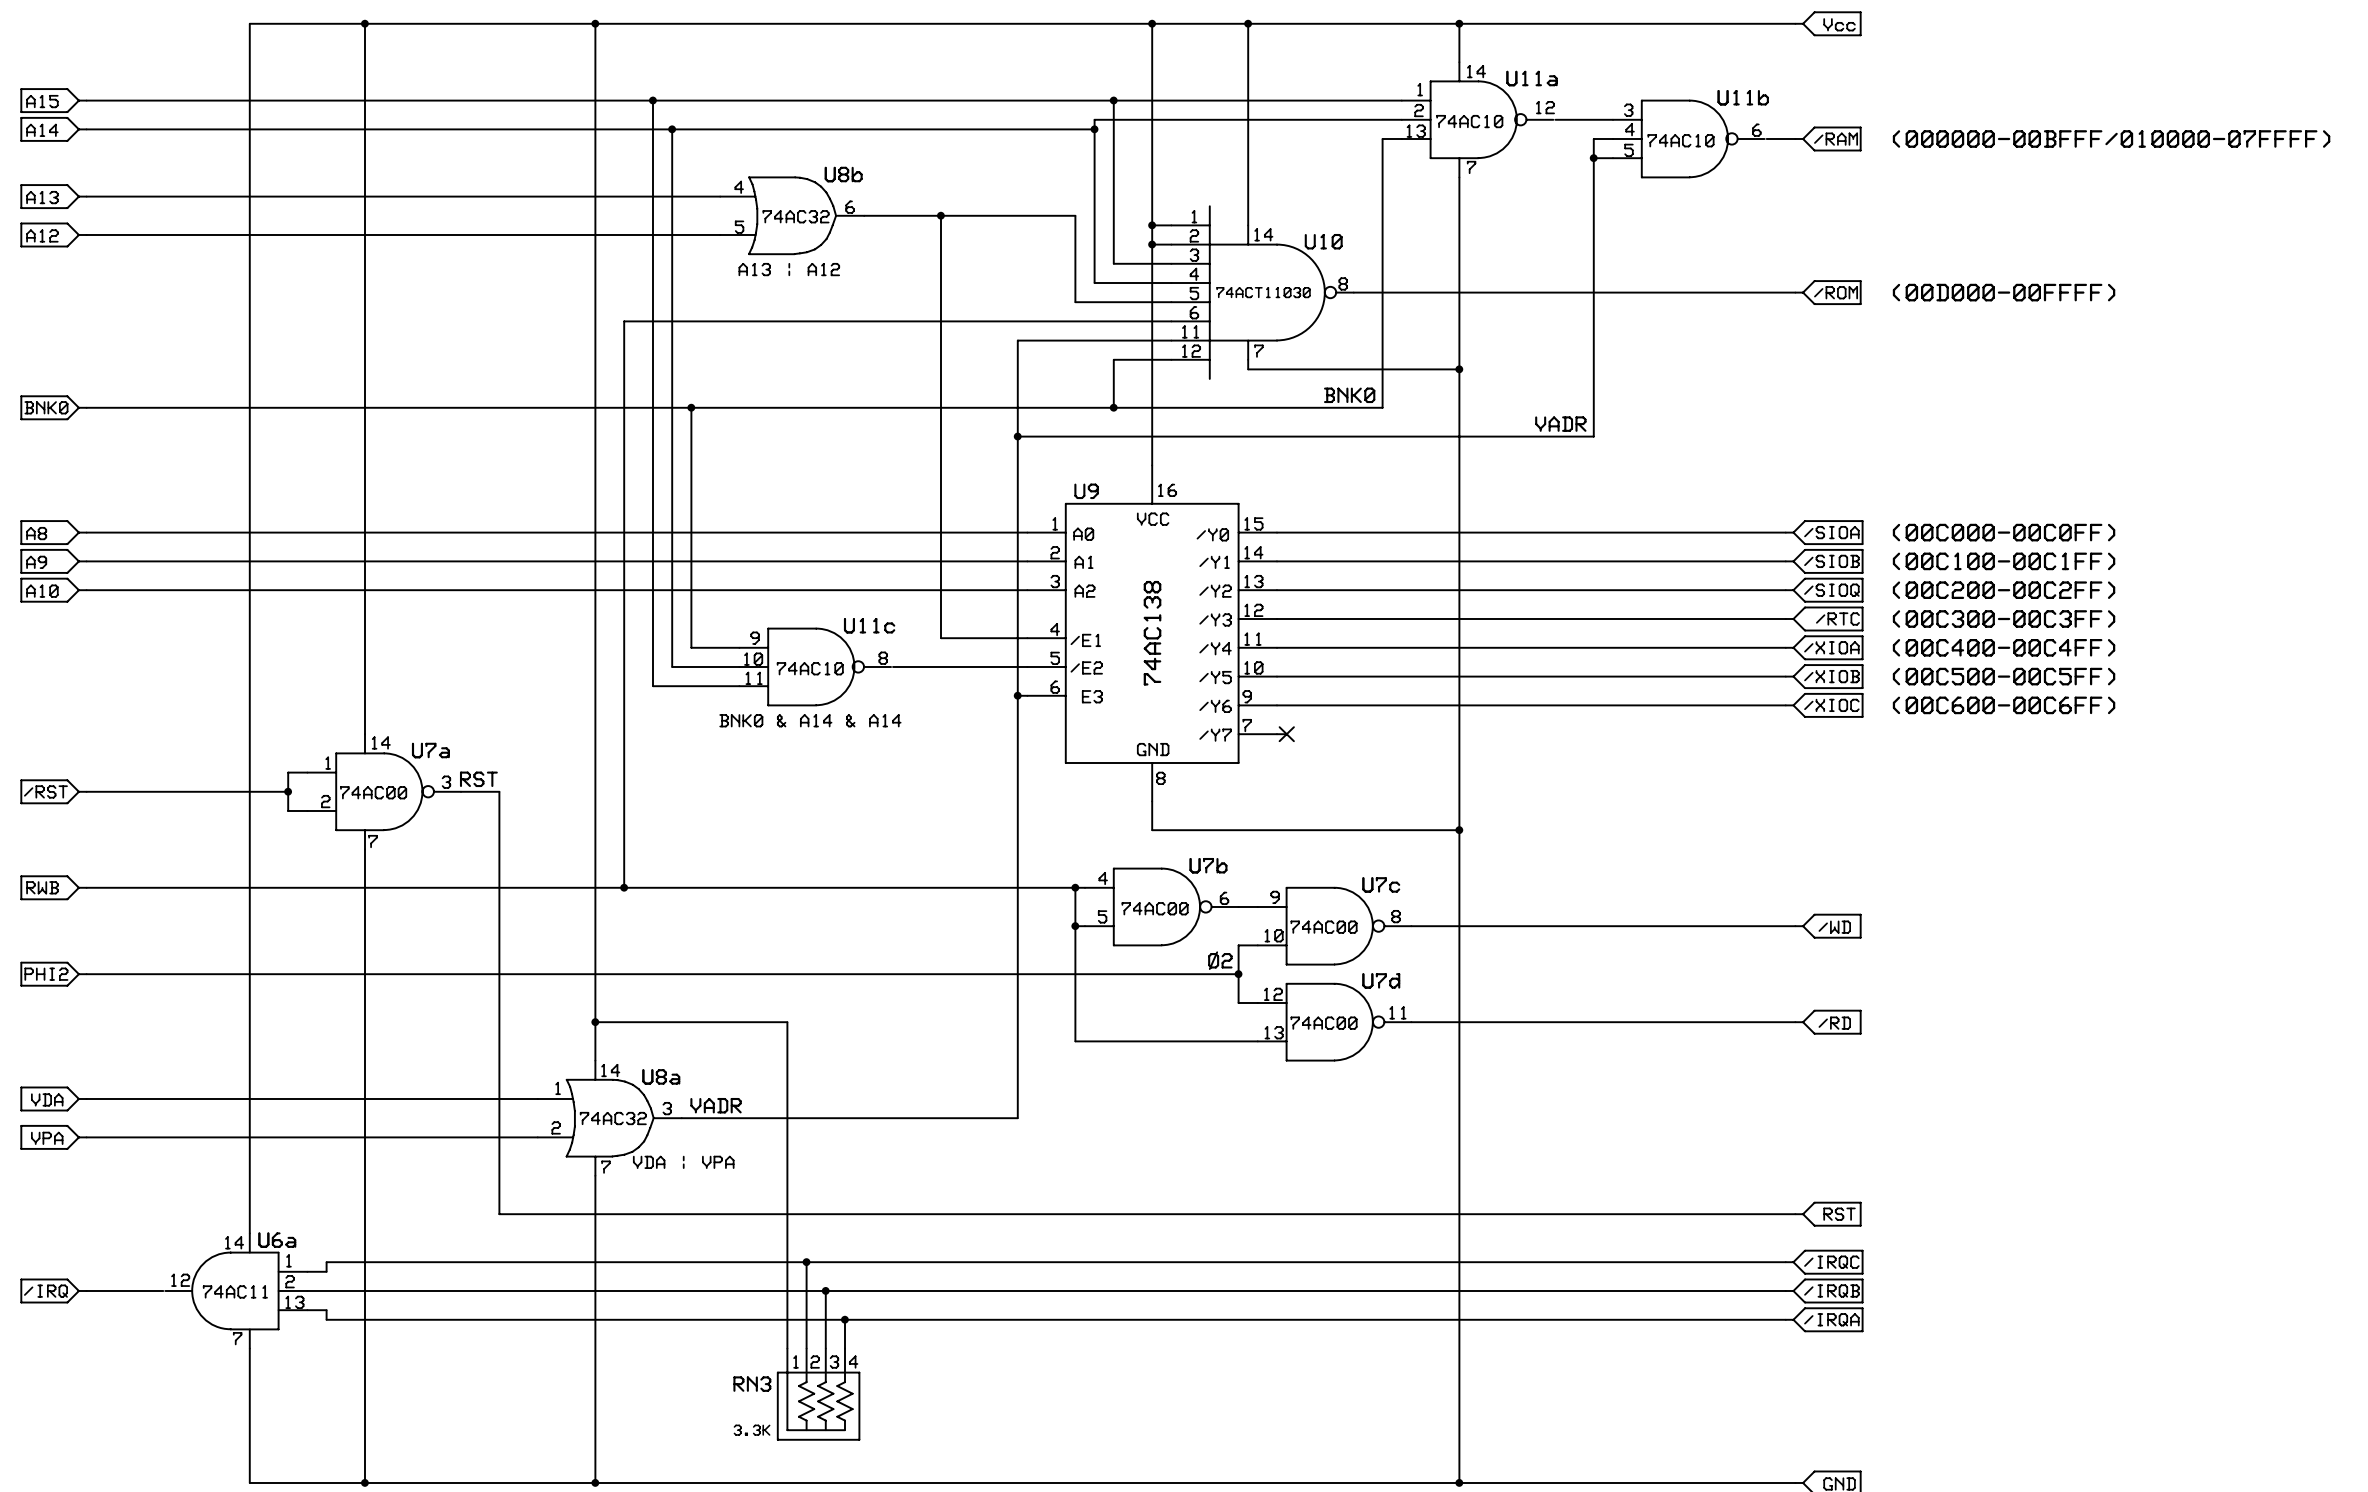 Vcc
14 U11a
A15 1 12 3 U11b
A14 2 74AC10 4 74AC10 6 /RAM (000000-00BFFF/010000-07FFFF)
13 5
7
U8b
A13 4 74AC32 6
A12 5
A13 ¦ A12
1
2 14 U10
3
4
5 74ACT11030 8 /ROM (00D000-00FFFF)
6
11
12 7
BNK0 BNK0
VADR
U9 16
VCC
A8 1 A0 /Y0 15 /SIOA (00C000-00C0FF)
A9 2 A1 /Y1 14 /SIOB (00C100-00C1FF)
A10 3 A2 /Y2 13 /SIOQ (00C200-00C2FF)
74AC138
/Y3 12 /RTC (00C300-00C3FF)
U11c
9 4 /E1 /Y4 11 /XIOA (00C400-00C4FF)
10 74AC10 8 5 /E2 /Y5 10 /XIOB (00C500-00C5FF)
11 6 E3 /Y6 9 /XIOC (00C600-00C6FF)
BNK0 & A14 & A14 /Y7 7
GND
8
14 U7a
1
/RST 74AC00 3 RST
2
7
U7b
RWB 4 74AC00 6 9 U7c
5 74AC00 8 /WD
10
PHI2 Ø2
12 U7d
74AC00 11 /RD
13
14 U8a
VDA 1
74AC32 3 VADR
VPA 2
7 VDA ¦ VPA
RST
14 U6a
1 /IRQC
/IRQ 12 74AC11 2 /IRQB
13 /IRQA
7
1 2 3 4
RN3
3.3K
GND